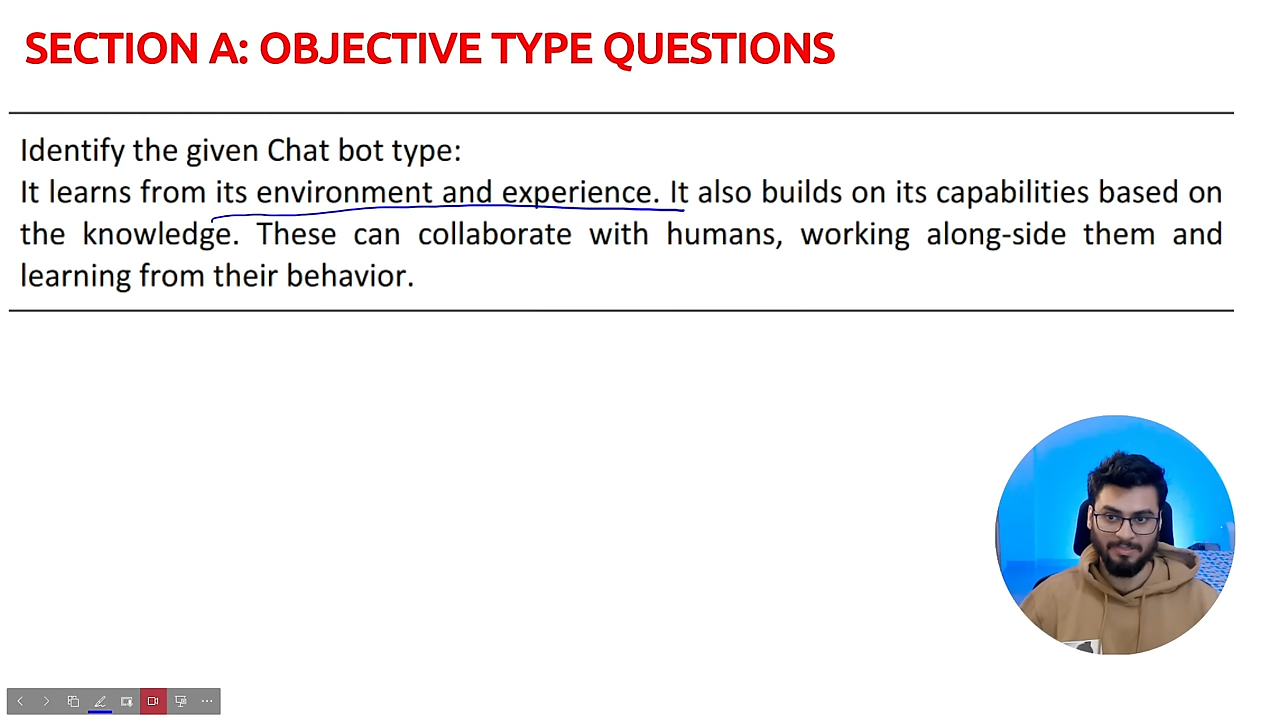 SECTION A: OBJECTIVE TYPE QUESTIONS
Identify the given Chat bot type:
It learns from its environment and experience. It also builds on its capabilities based on
the knowledge. These can collaborate with humans, working along-side them and
learning from their behavior.